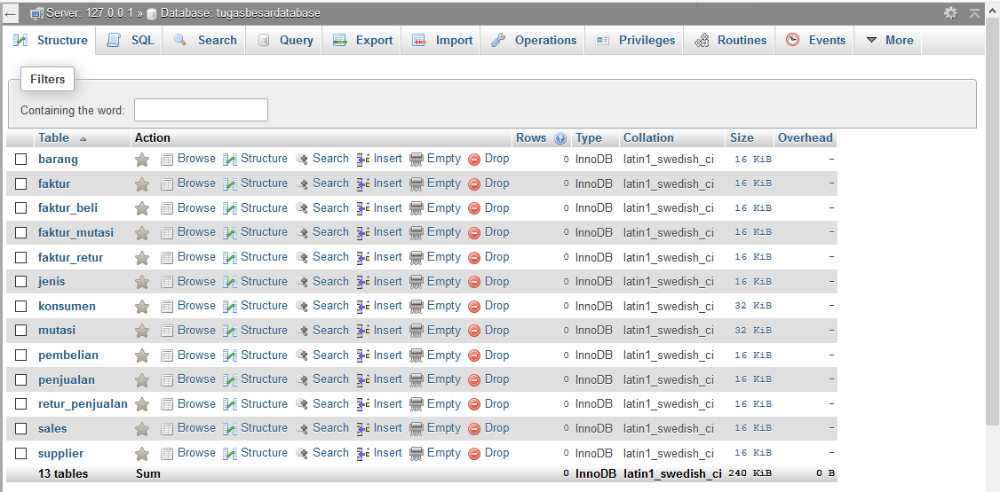 Server: 127.0.0.1 » Database: tugasbesardatabase
Structure SQL Search Query Export Import Operations Privileges Routines Events More
Filters
Containing the word:
Table Action Rows Type Collation Size Overhead
barang Browse Structure Search Insert Empty Drop 0 InnoDB latin1_swedish_ci 16 KiB -
faktur Browse Structure Search Insert Empty Drop 0 InnoDB latin1_swedish_ci 16 KiB -
faktur_beli Browse Structure Search Insert Empty Drop 0 InnoDB latin1_swedish_ci 16 KiB -
faktur_mutasi Browse Structure Search Insert Empty Drop 0 InnoDB latin1_swedish_ci 16 KiB -
faktur_retur Browse Structure Search Insert Empty Drop 0 InnoDB latin1_swedish_ci 16 KiB -
jenis Browse Structure Search Insert Empty Drop 0 InnoDB latin1_swedish_ci 16 KiB -
konsumen Browse Structure Search Insert Empty Drop 0 InnoDB latin1_swedish_ci 32 KiB -
mutasi Browse Structure Search Insert Empty Drop 0 InnoDB latin1_swedish_ci 32 KiB -
pembelian Browse Structure Search Insert Empty Drop 0 InnoDB latin1_swedish_ci 16 KiB -
penjualan Browse Structure Search Insert Empty Drop 0 InnoDB latin1_swedish_ci 16 KiB -
retur_penjualan Browse Structure Search Insert Empty Drop 0 InnoDB latin1_swedish_ci 16 KiB -
sales Browse Structure Search Insert Empty Drop 0 InnoDB latin1_swedish_ci 16 KiB -
supplier Browse Structure Search Insert Empty Drop 0 InnoDB latin1_swedish_ci 16 KiB -
13 tables Sum 0 InnoDB latin1_swedish_ci 240 KiB 0 B